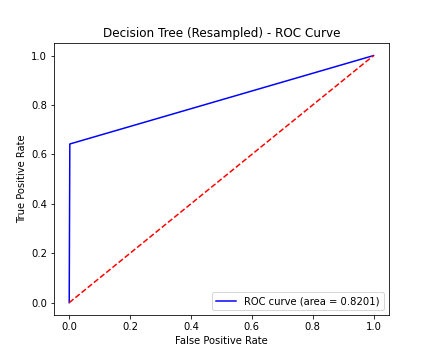 Decision Tree (Resampled) - ROC Curve
True Positive Rate
1.0
0.8
0.6
0.4
0.2
0.0
ROC curve (area = 0.8201)
0.0 0.2 0.4 0.6 0.8 1.0
False Positive Rate